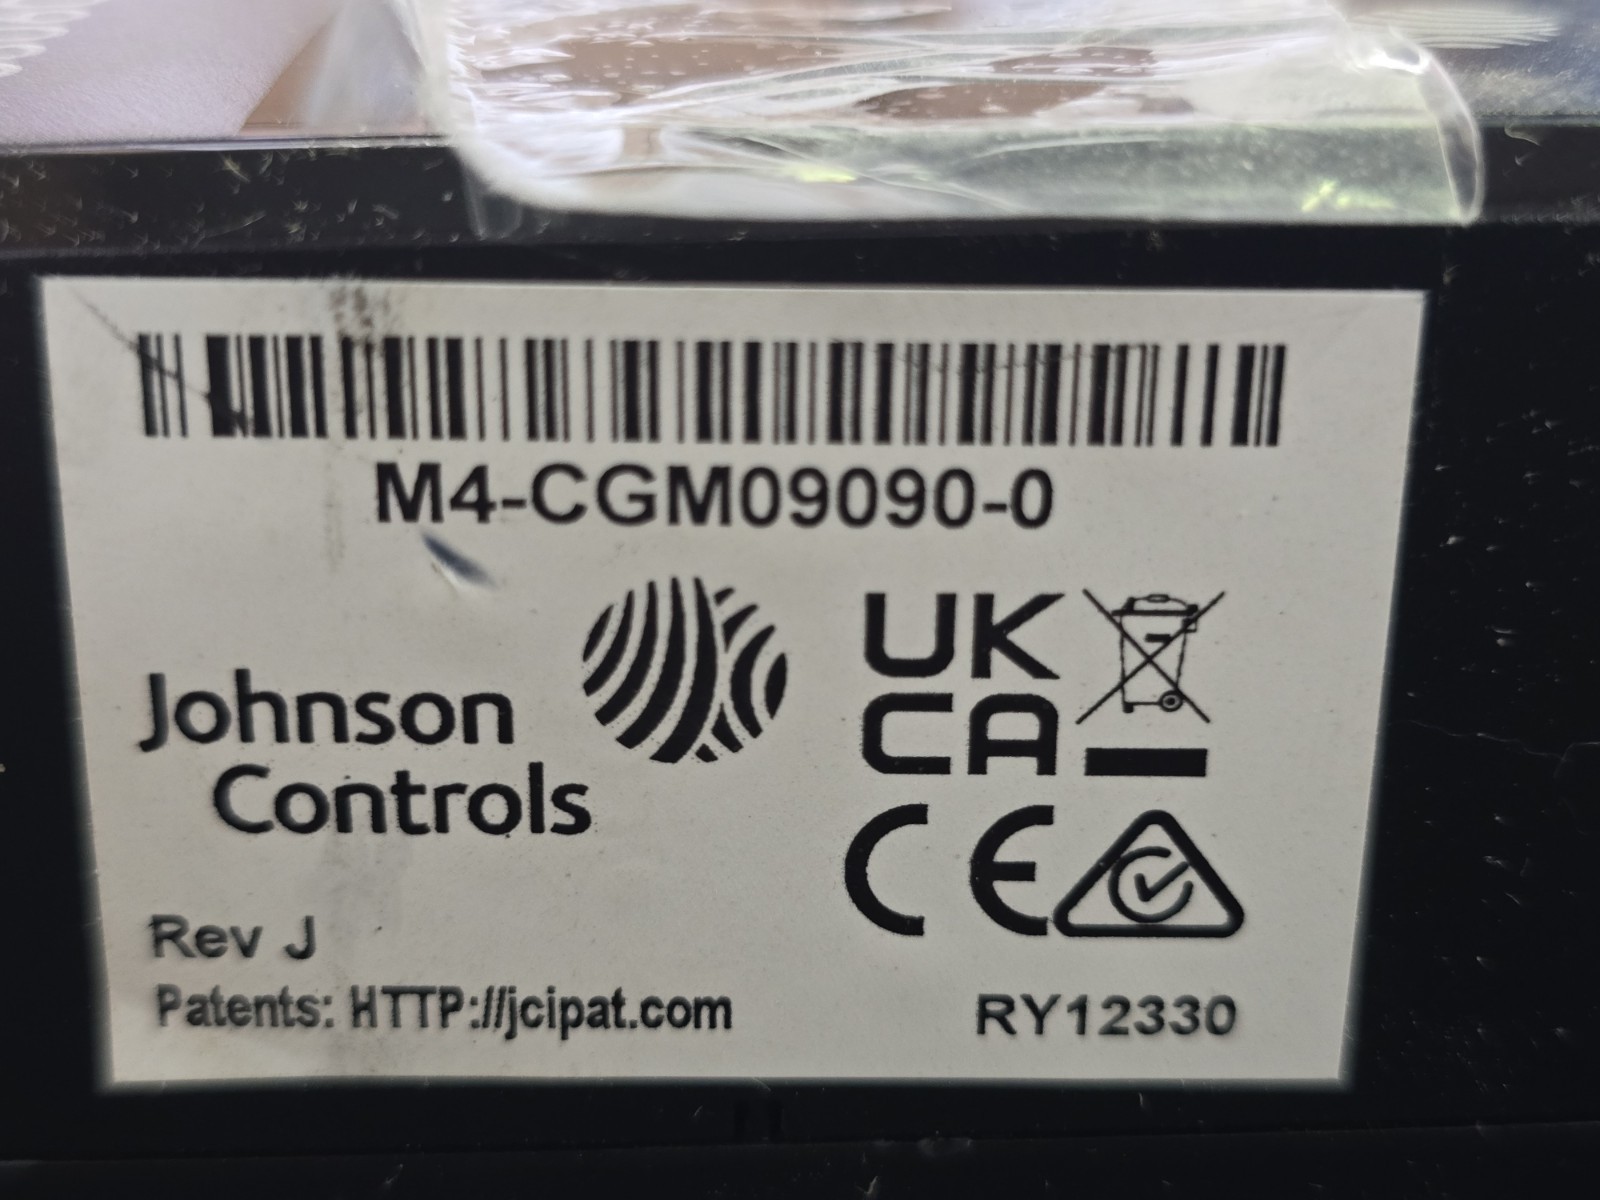 M4-CGM09090-0
Johnson
Controls
UK
CA
CE
Rev J
Patents: HTTP://jcipat.com
RY12330